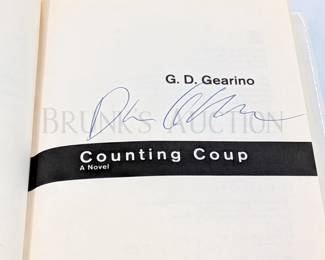 G. D. Gearino
BRUNK'S AUCTION
Counting Coup
A Novel